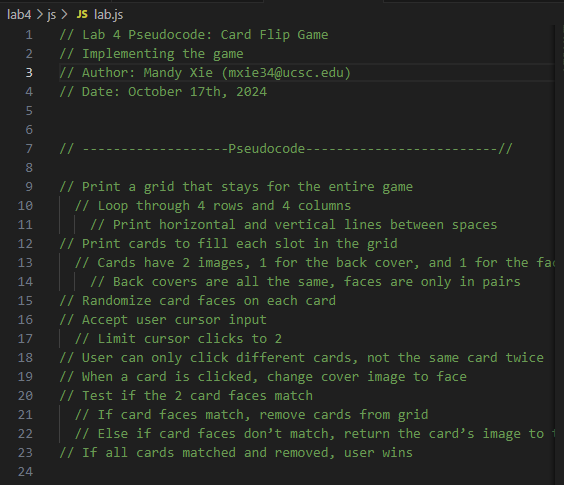 lab4 > js > JS lab.js
1 // Lab 4 Pseudocode: Card Flip Game
2 // Implementing the game
3 // Author: Mandy Xie (mxie34@ucsc.edu)
4 // Date: October 17th, 2024
5
6
7 // -------------------Pseudocode-------------------------//
8
9 // Print a grid that stays for the entire game
10 // Loop through 4 rows and 4 columns
11 // Print horizontal and vertical lines between spaces
12 // Print cards to fill each slot in the grid
13 // Cards have 2 images, 1 for the back cover, and 1 for the fac
14 // Back covers are all the same, faces are only in pairs
15 // Randomize card faces on each card
16 // Accept user cursor input
17 // Limit cursor clicks to 2
18 // User can only click different cards, not the same card twice
19 // When a card is clicked, change cover image to face
20 // Test if the 2 card faces match
21 // If card faces match, remove cards from grid
22 // Else if card faces don’t match, return the card’s image to
23 // If all cards matched and removed, user wins
24